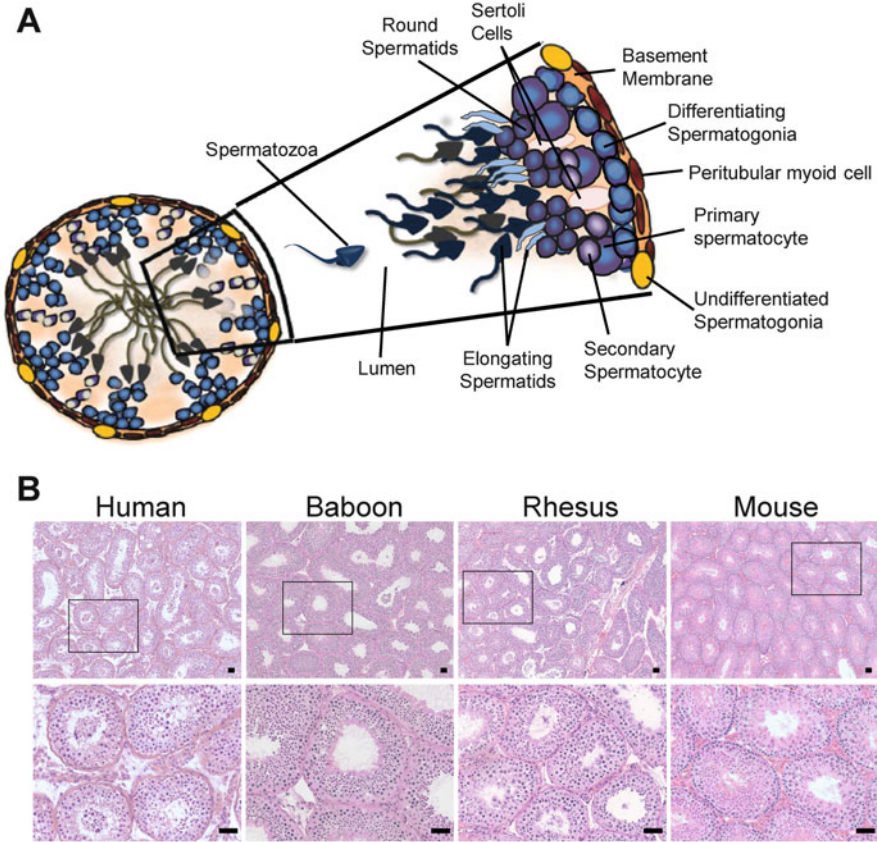 A
Round
Spermatids
Sertoli
Cells
Basement
Membrane
Differentiating
Spermatogonia
Spermatozoa
Peritubular myoid cell
Primary
spermatocyte
Undifferentiated
Spermatogonia
Lumen
Elongating
Spermatids
Secondary
Spermatocyte
B
Human
Baboon
Rhesus
Mouse